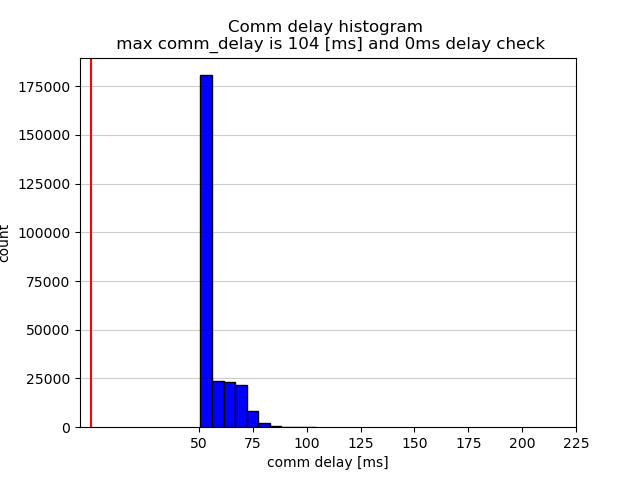 Comm delay histogram
max comm_delay is 104 [ms] and 0ms delay check
175000
150000
125000
100000
75000
50000
25000
0
count
50 75 100 125 150 175 200 225
comm delay [ms]